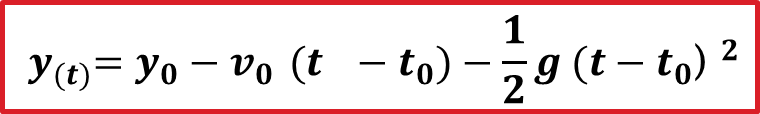 y₍ₜ₎= y₀ − v₀ (t − t₀) − 1/2 g (t − t₀) ²